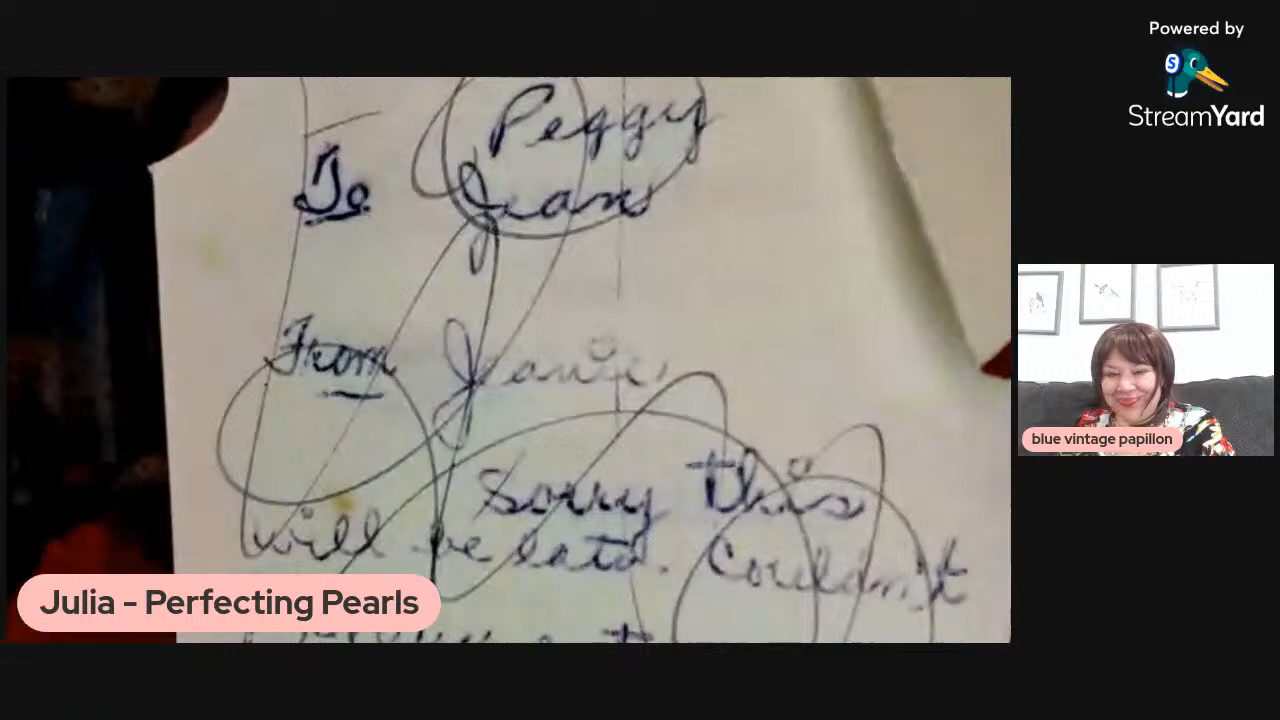 Powered by
StreamYard
Peggy
To Jean
From Janie,
Sorry this
will be late. Couldn't
blue vintage papillon
Julia - Perfecting Pearls